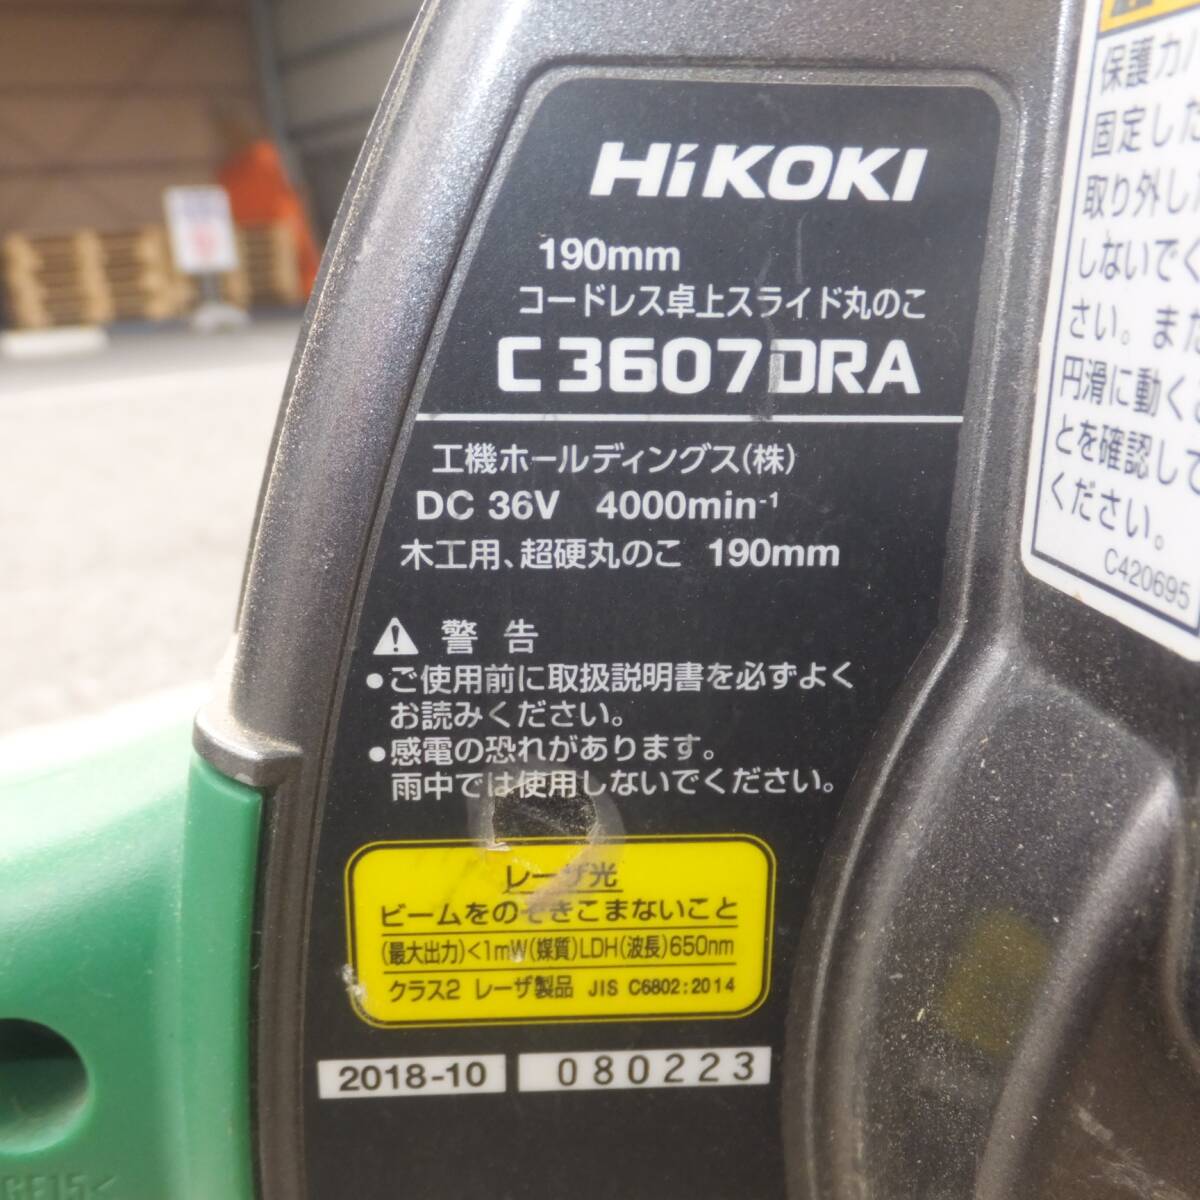 HiKOKI
190mm
コードレス卓上スライド丸のこ
C3607DRA
工機ホールディングス(株)
DC 36V 4000min-1
木工用、超硬丸のこ 190mm
警告
●ご使用前に取扱説明書を必ずよく
お読みください。
●感電の恐れがあります。
雨中では使用しないでください。
レーザ光
ビームをのぞきこまないこと
(最大出力)<1mW(媒質)LDH(波長)650nm
クラス2 レーザ製品 JIS C6802:2014
2018-10 080223
保護カ
固定した
取り外し
しないでく
さい。また
円滑に動く
とを確認して
ください。
C420695